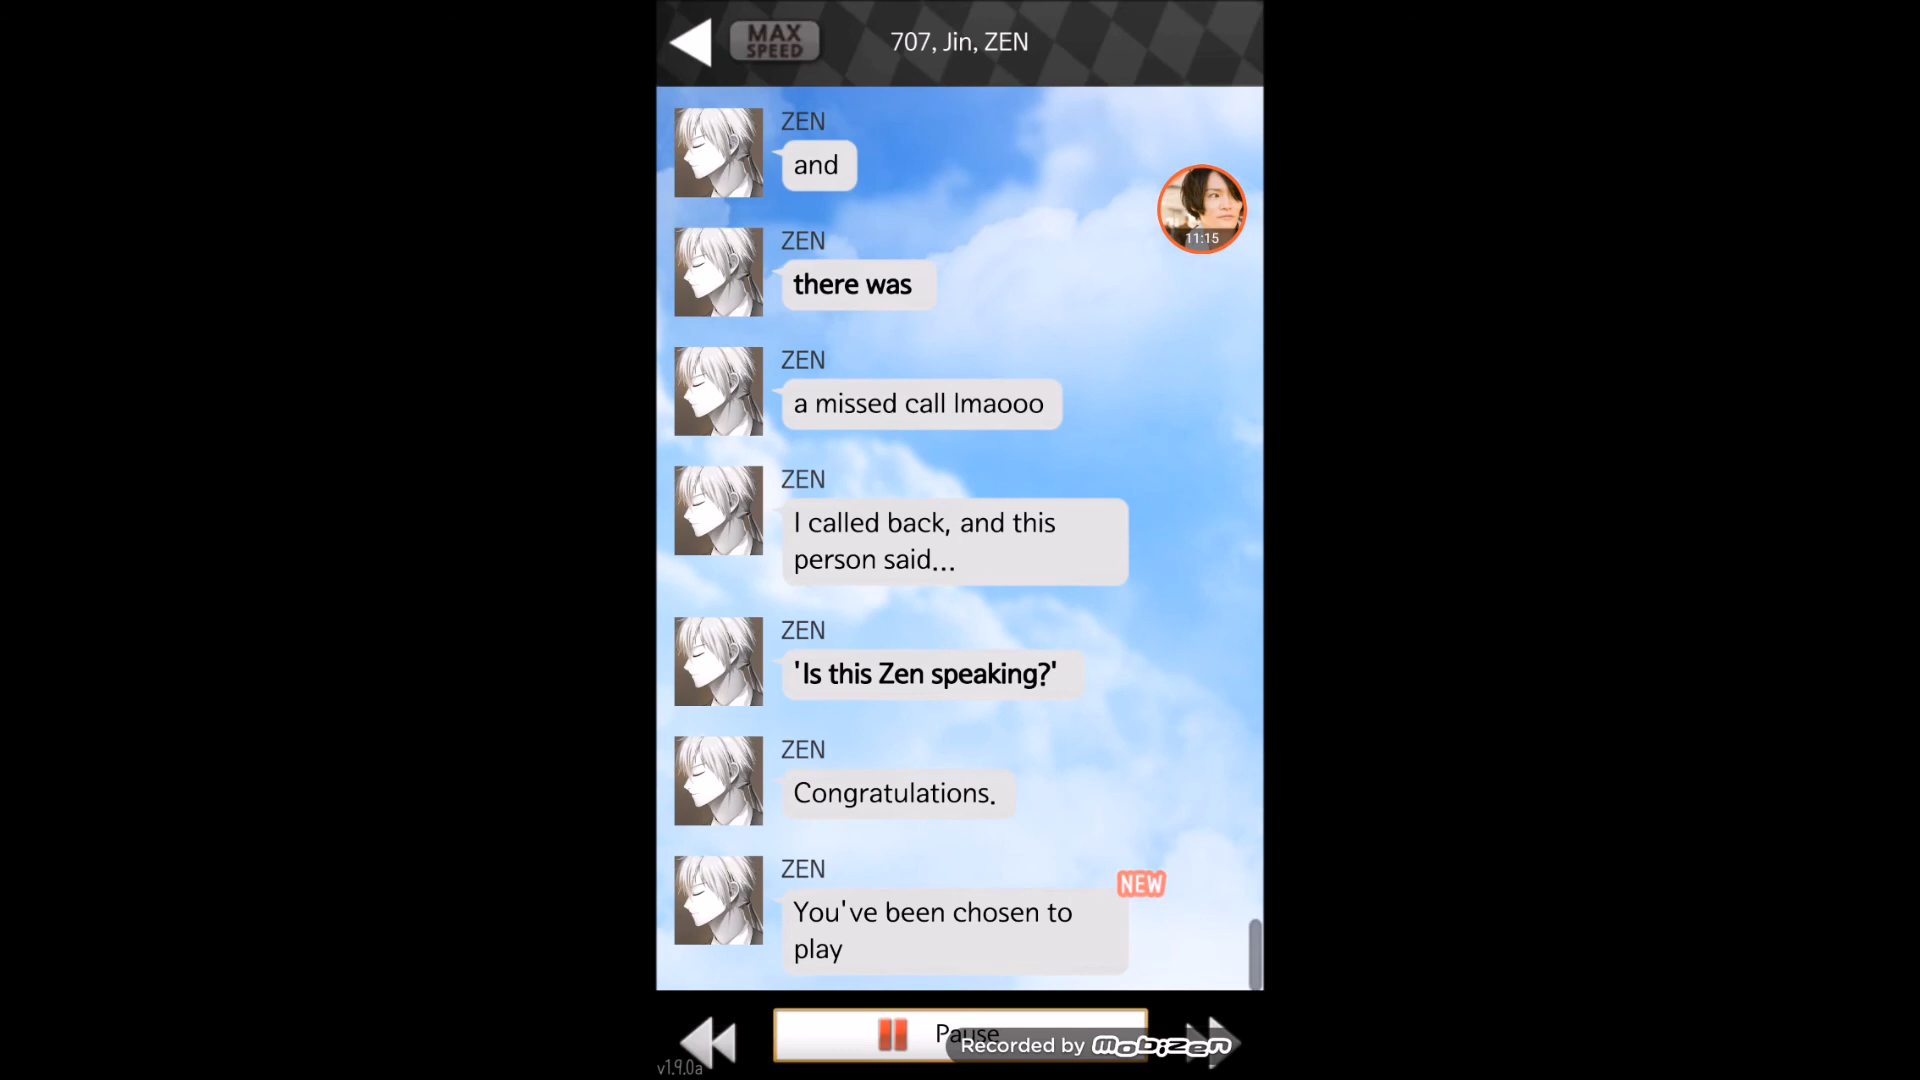 MAX
SPEED
707, Jin, ZEN
ZEN
and
11:15
ZEN
there was
ZEN
a missed call lmaooo
ZEN
I called back, and this
person said...
ZEN
'Is this Zen speaking?'
ZEN
Congratulations.
ZEN
NEW
You've been chosen to
play
Pause
Recorded by Mobizen
v1.9.0a